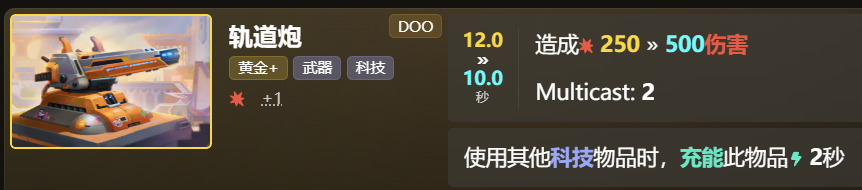 轨道炮
DOO
黄金+ 武器 科技
+1
12.0
»
10.0
秒
造成 250 » 500伤害
Multicast: 2
使用其他科技物品时，充能此物品 2秒